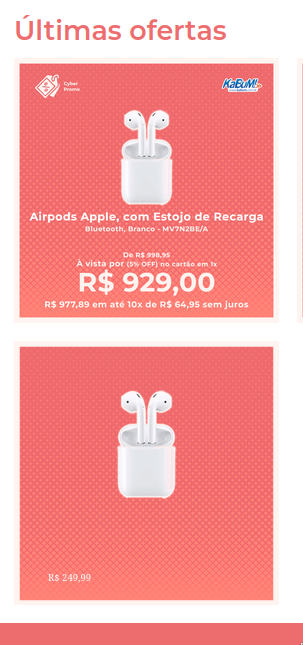 Últimas ofertas
Cyber
Promo
KaBuM!
Airpods Apple, com Estojo de Recarga
Bluetooth, Branco - MV7N2BE/A
De R$ 998,95
À vista por (5% OFF) no cartão em 1x
R$ 929,00
R$ 977,89 em até 10x de R$ 64,95 sem juros
Rs 249,99